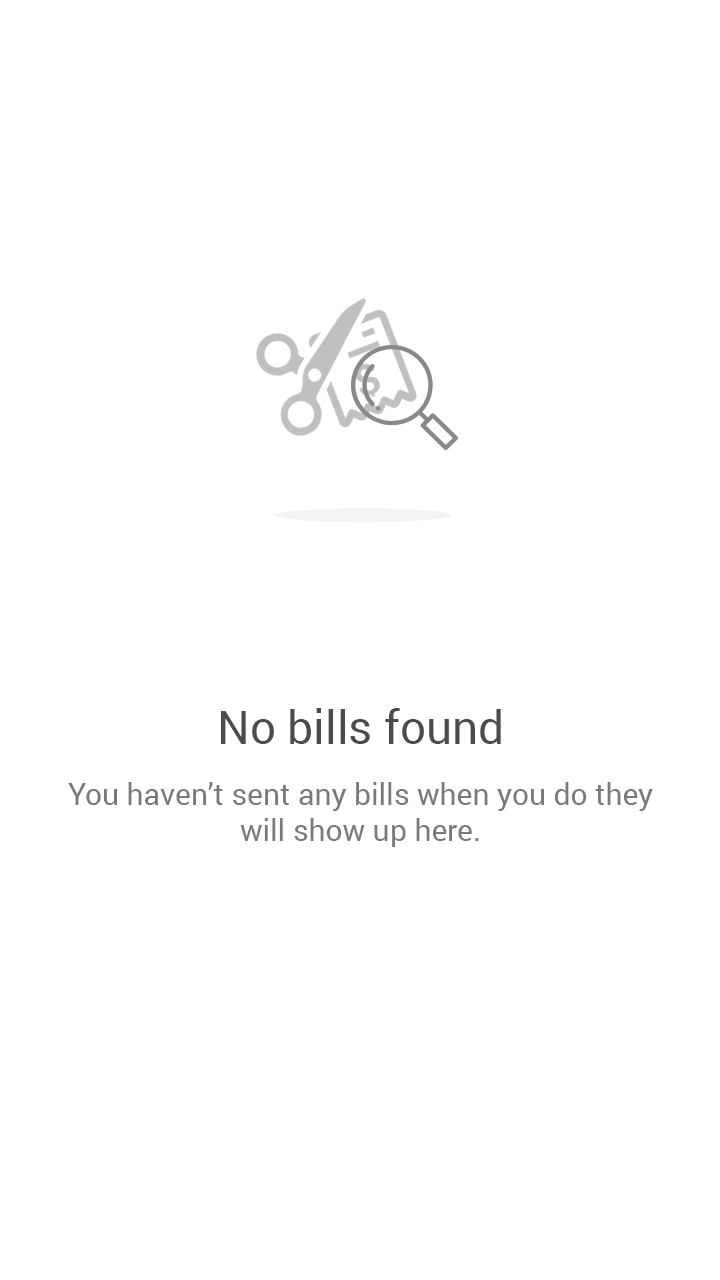 $
No bills found
You haven’t sent any bills when you do they
will show up here.